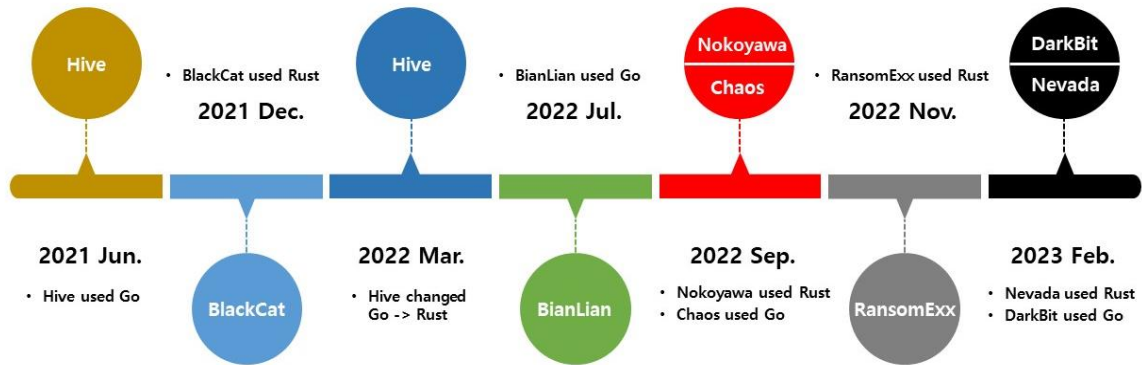 Hive
• BlackCat used Rust
2021 Dec.
Hive
• BianLian used Go
2022 Jul.
Nokoyawa
Chaos
• RansomExx used Rust
2022 Nov.
DarkBit
Nevada
2021 Jun.
• Hive used Go
BlackCat
2022 Mar.
• Hive changed
Go -> Rust
BianLian
2022 Sep.
• Nokoyawa used Rust
• Chaos used Go
RansomExx
2023 Feb.
• Nevada used Rust
• DarkBit used Go